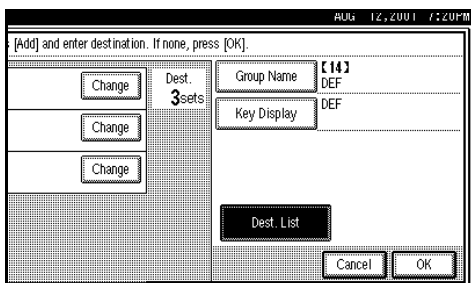 AUG 12,2001 7:20PM
[Add] and enter destination. If none, press [OK].
Change
Dest.
3sets
Group Name
【14】
DEF
Change
Key Display
DEF
Change
Dest. List
Cancel
OK